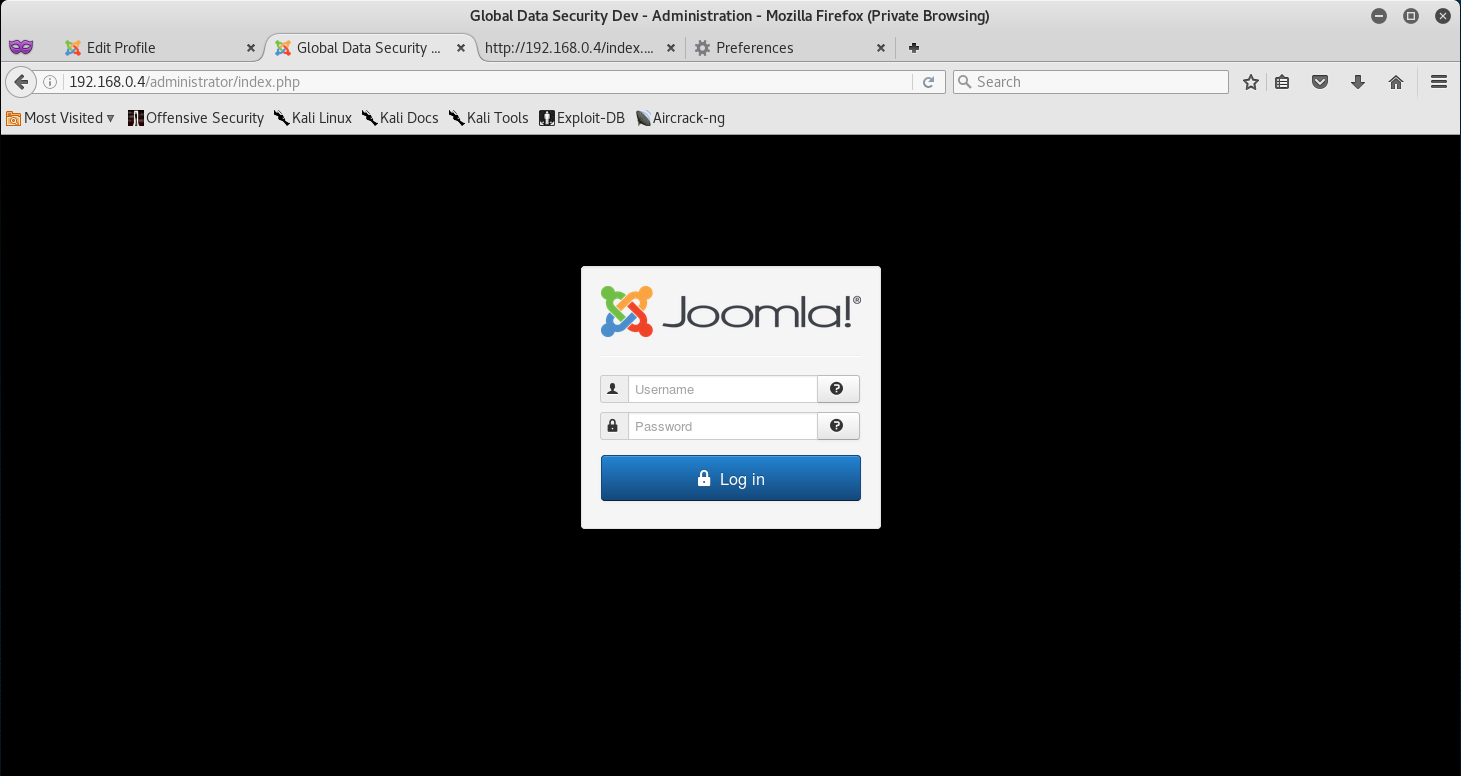 Global Data Security Dev - Administration - Mozilla Firefox (Private Browsing)
Edit Profile Global Data Security ... http://192.168.0.4/index.... Preferences
192.168.0.4/administrator/index.php Search
Most Visited Offensive Security Kali Linux Kali Docs Kali Tools Exploit-DB Aircrack-ng
Joomla!®
Username
Password
Log in